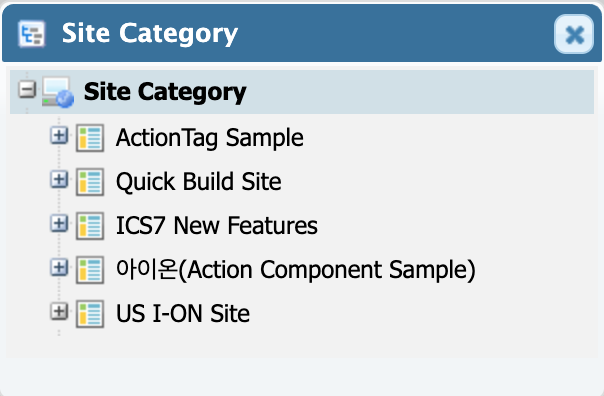 Site Category
Site Category
ActionTag Sample
Quick Build Site
ICS7 New Features
아이온(Action Component Sample)
US I-ON Site